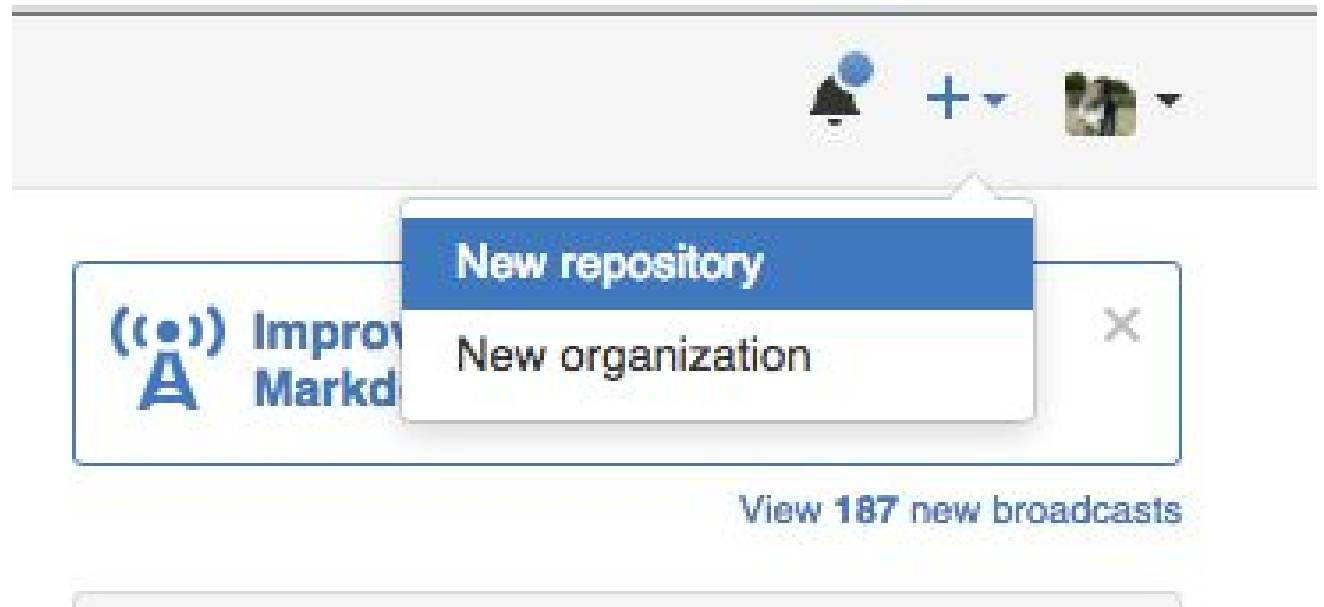 New repository
New organization
Improv
Markd
View 187 new broadcasts